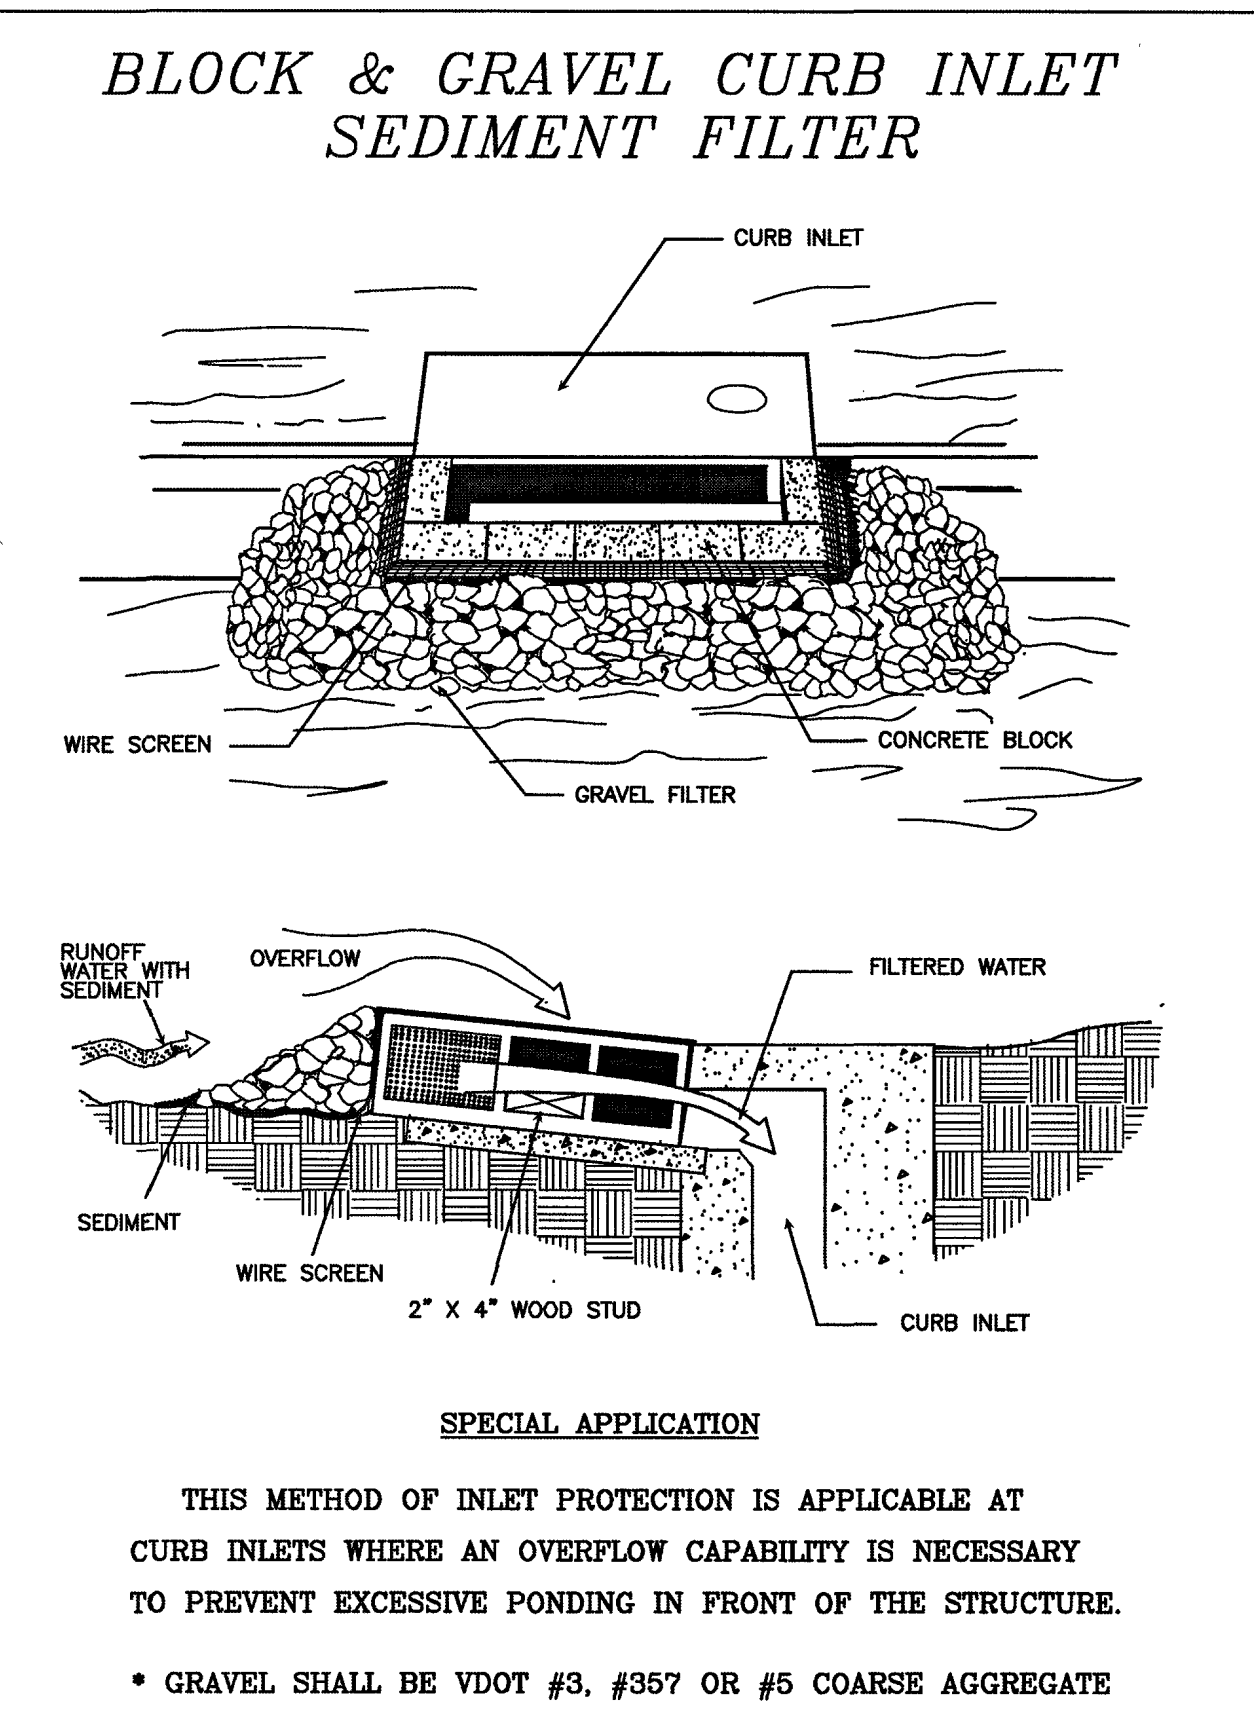 BLOCK & GRAVEL CURB INLET
SEDIMENT FILTER
CURB INLET
WIRE SCREEN
CONCRETE BLOCK
GRAVEL FILTER
RUNOFF
WATER WITH
SEDIMENT
OVERFLOW
FILTERED WATER
SEDIMENT
WIRE SCREEN
2" X 4" WOOD STUD
CURB INLET
SPECIAL APPLICATION
THIS METHOD OF INLET PROTECTION IS APPLICABLE AT
CURB INLETS WHERE AN OVERFLOW CAPABILITY IS NECESSARY
TO PREVENT EXCESSIVE PONDING IN FRONT OF THE STRUCTURE.
* GRAVEL SHALL BE VDOT #3, #357 OR #5 COARSE AGGREGATE